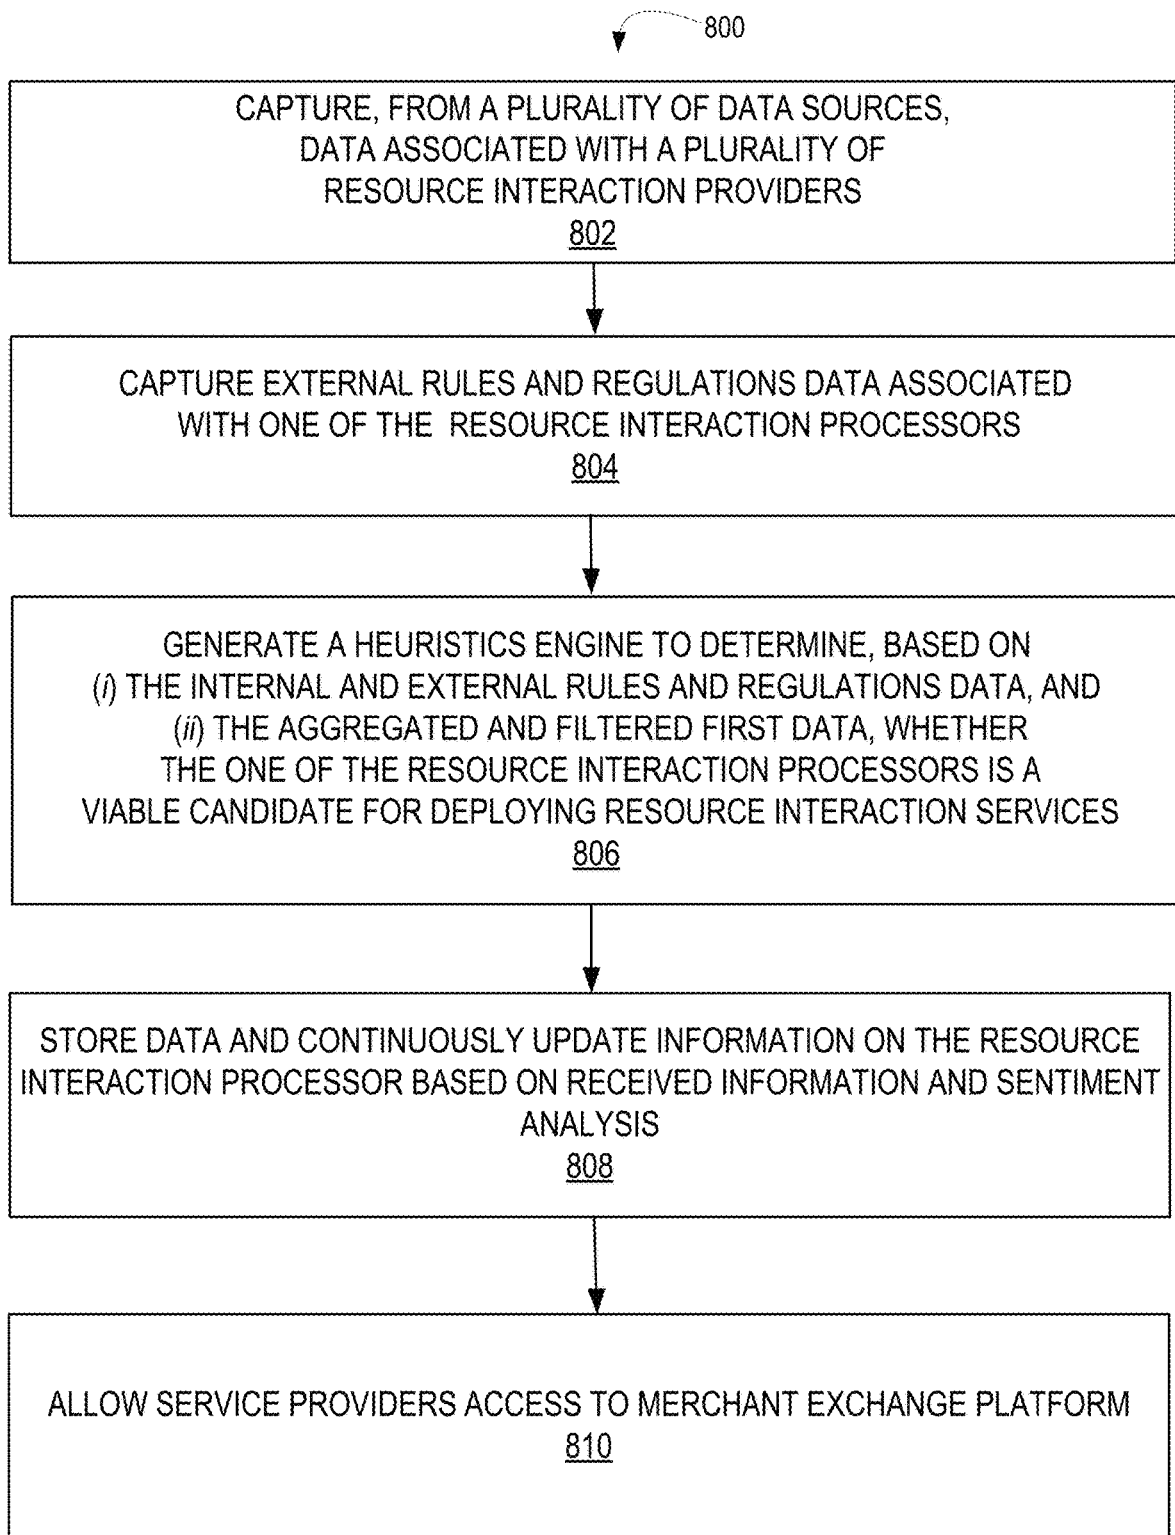 800
CAPTURE, FROM A PLURALITY OF DATA SOURCES,
DATA ASSOCIATED WITH A PLURALITY OF
RESOURCE INTERACTION PROVIDERS
802
CAPTURE EXTERNAL RULES AND REGULATIONS DATA ASSOCIATED
WITH ONE OF THE RESOURCE INTERACTION PROCESSORS
804
GENERATE A HEURISTICS ENGINE TO DETERMINE, BASED ON
(i) THE INTERNAL AND EXTERNAL RULES AND REGULATIONS DATA, AND
(ii) THE AGGREGATED AND FILTERED FIRST DATA, WHETHER
THE ONE OF THE RESOURCE INTERACTION PROCESSORS IS A
VIABLE CANDIDATE FOR DEPLOYING RESOURCE INTERACTION SERVICES
806
STORE DATA AND CONTINUOUSLY UPDATE INFORMATION ON THE RESOURCE
INTERACTION PROCESSOR BASED ON RECEIVED INFORMATION AND SENTIMENT
ANALYSIS
808
ALLOW SERVICE PROVIDERS ACCESS TO MERCHANT EXCHANGE PLATFORM
810